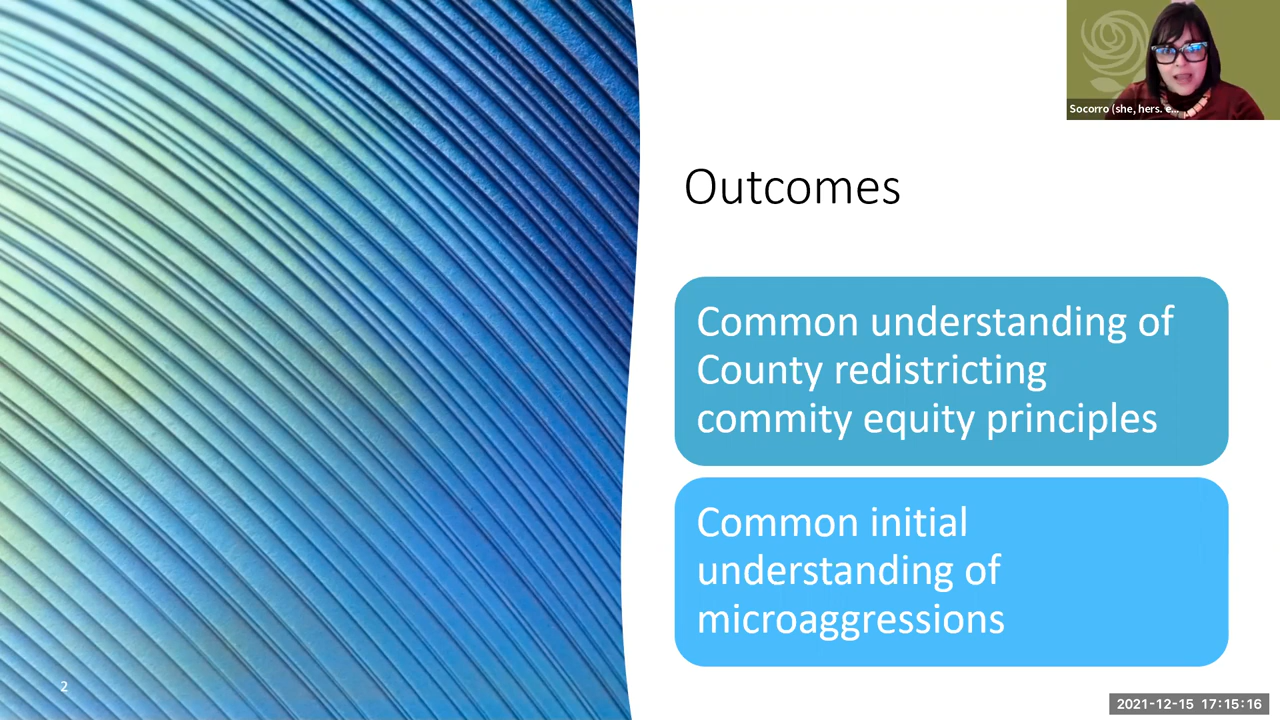 Socorro (she, hers. e...
Outcomes
Common understanding of
County redistricting
commity equity principles
Common initial
understanding of
microaggressions
2
2021-12-15 17:15:16